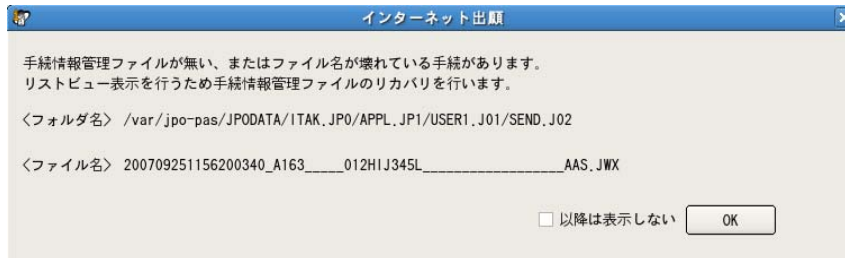 インターネット出願
手続情報管理ファイルが無い、またはファイル名が壊れている手続があります。
リストビュー表示を行うため手続情報管理ファイルのリカバリを行います。
〈フォルダ名〉 /var/jpo-pas/JPODATA/ITAK.JP0/APPL.JP1/USER1.J01/SEND.J02
〈ファイル名〉 200709251156200340_A163_____012HIJ345L__________________AAS.JWX
以降は表示しない OK